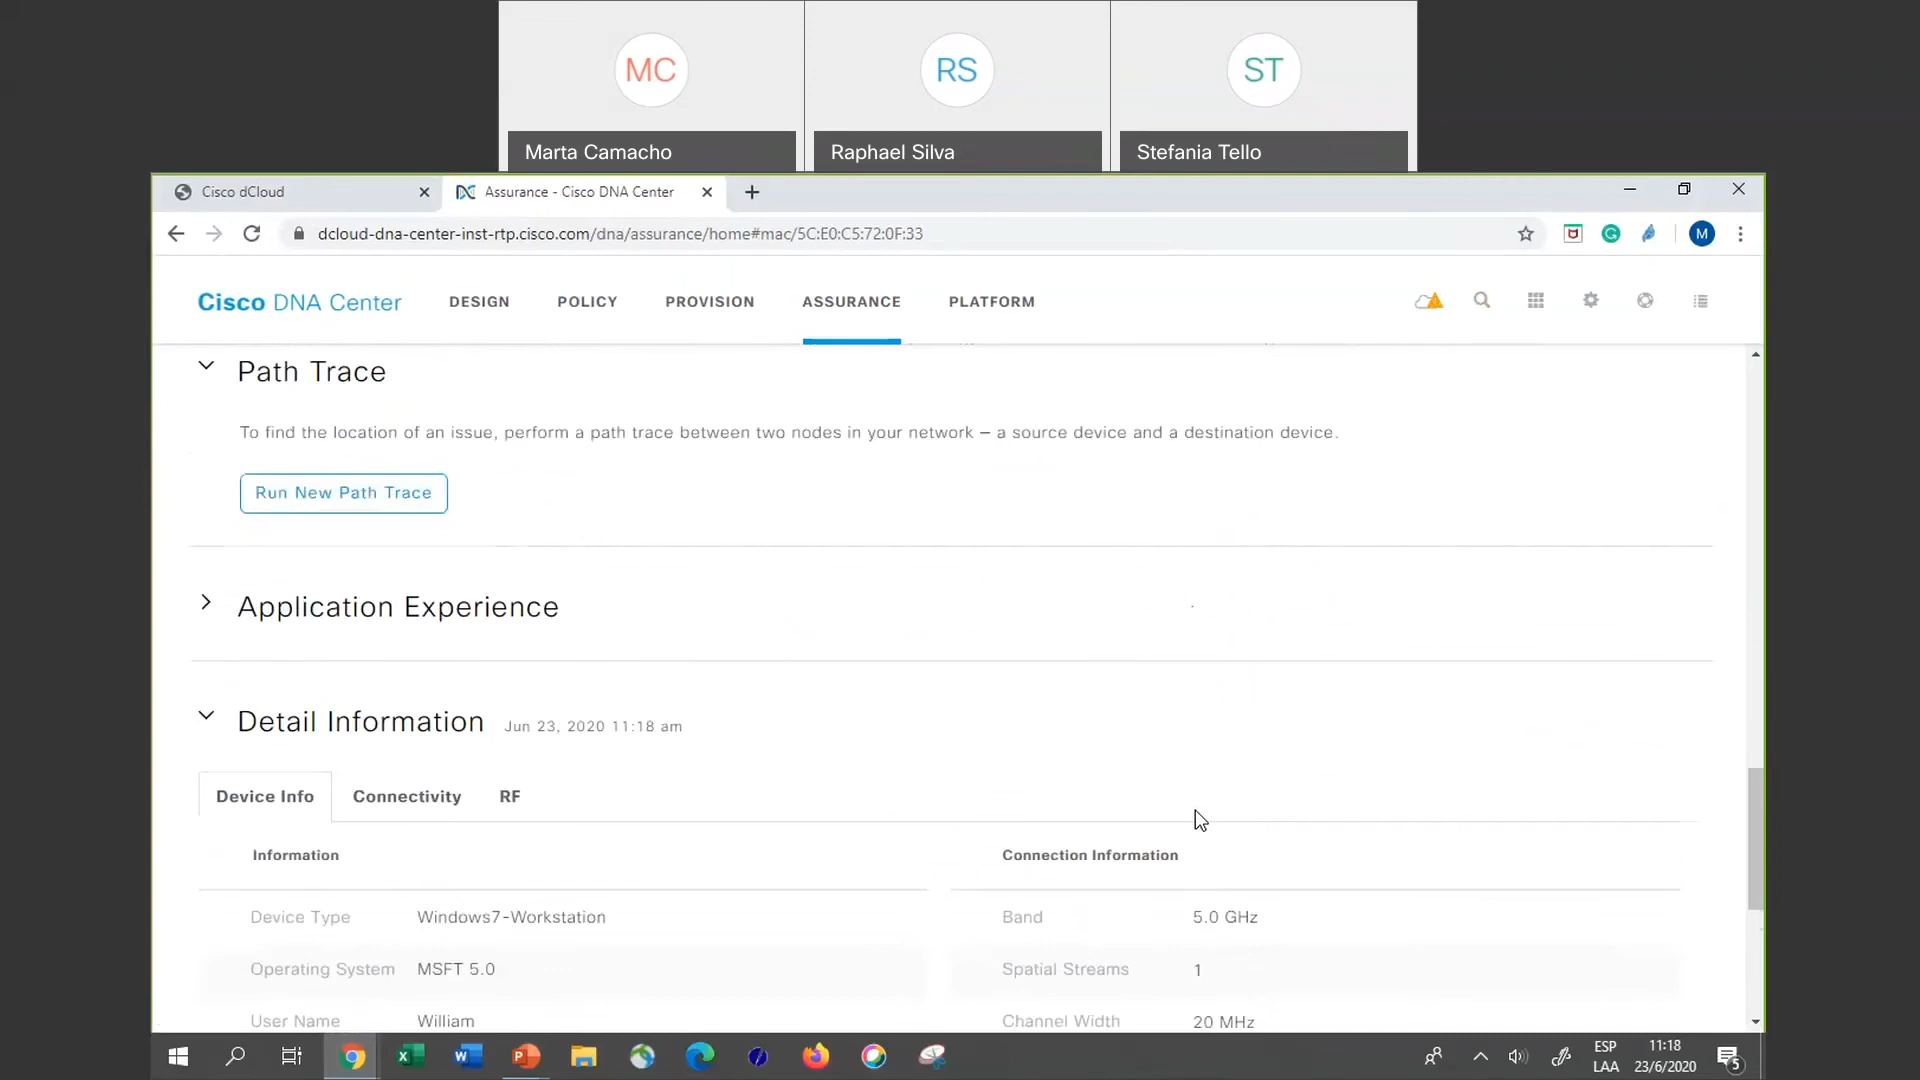 MC
RS
ST
Marta Camacho
Raphael Silva
Stefania Tello
Cisco dCloud
Assurance - Cisco DNA Center
dcloud-dna-center-inst-rtp.cisco.com/dna/assurance/home#mac/5C:E0:C5:72:0F:33
M
Cisco DNA Center
DESIGN
POLICY
PROVISION
ASSURANCE
PLATFORM
Path Trace
To find the location of an issue, perform a path trace between two nodes in your network – a source device and a destination device.
Run New Path Trace
Application Experience
Detail Information Jun 23, 2020 11:18 am
Device Info
Connectivity
RF
Information
Connection Information
Device Type Windows7-Workstation
Band 5.0 GHz
Operating System MSFT 5.0
Spatial Streams 1
User Name William
Channel Width 20 MHz
ESP
LAA
11:18
23/6/2020
5